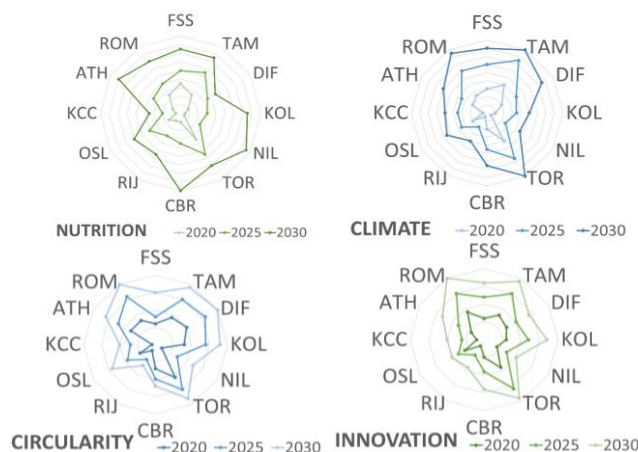 FSS
TAM
DIF
KOL
NIL
TOR
CBR
RIJ
OSL
KCC
ATH
ROM
NUTRITION 2020 2025 2030
FSS
TAM
DIF
KOL
NIL
TOR
CBR
RIJ
OSL
KCC
ATH
ROM
CLIMATE 2020 2025 2030
FSS
TAM
DIF
KOL
NIL
TOR
CBR
RIJ
OSL
KCC
ATH
ROM
CIRCULARITY 2020 2025 2030
FSS
TAM
DIF
KOL
NIL
TOR
CBR
RIJ
OSL
KCC
ATH
ROM
INNOVATION 2020 2025 2030